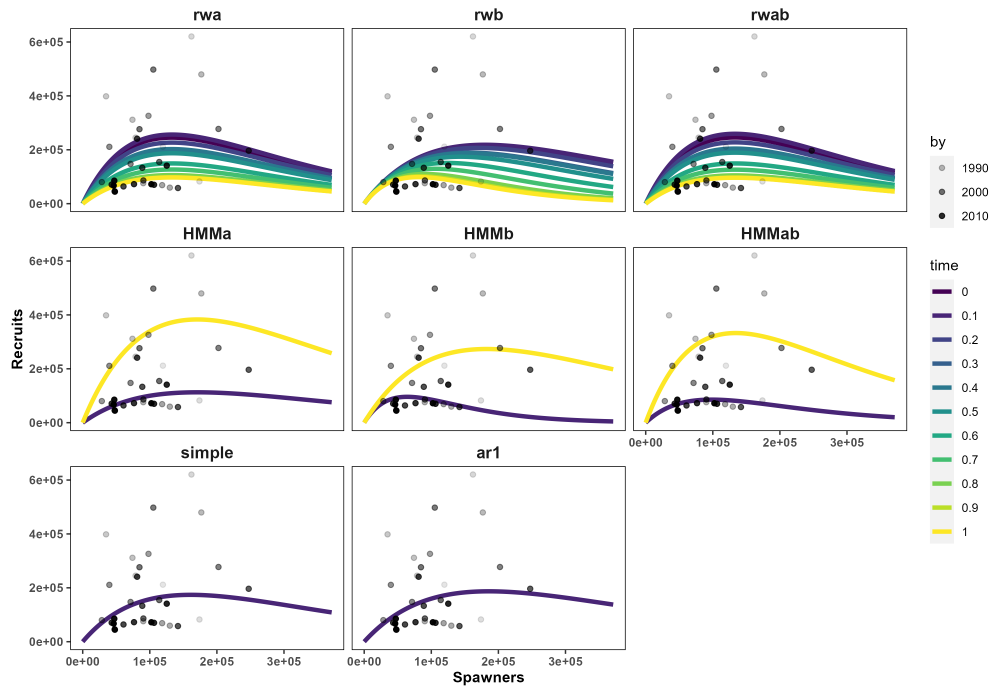 rwa rwb rwab
6e+05
4e+05
2e+05
0e+00
HMMa HMMb HMMab
6e+05
4e+05
2e+05
0e+00
0e+00 1e+05 2e+05 3e+05
simple ar1
6e+05
4e+05
2e+05
0e+00
0e+00 1e+05 2e+05 3e+05 0e+00 1e+05 2e+05 3e+05
Recruits
Spawners
by
1990
2000
2010
time
0
0.1
0.2
0.3
0.4
0.5
0.6
0.7
0.8
0.9
1